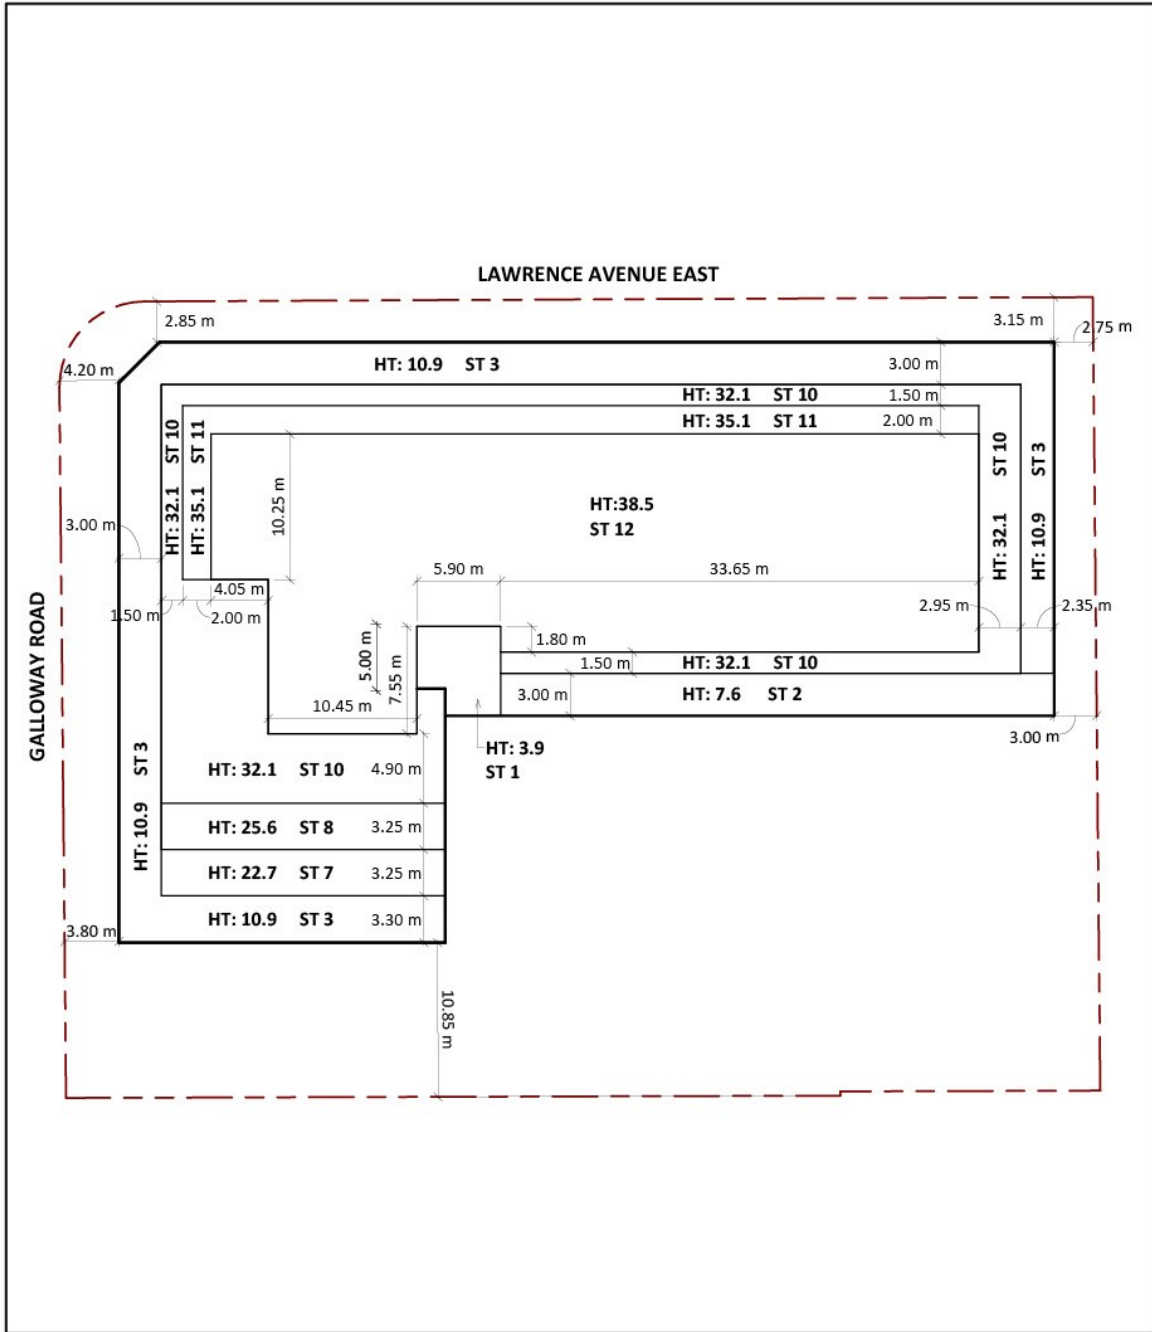 LAWRENCE AVENUE EAST
2.85 m
3.15 m
2.75 m
4.20 m
HT: 10.9 ST 3
3.00 m
HT: 32.1 ST 10
1.50 m
HT: 35.1 ST 11
2.00 m
HT: 32.1 ST 10
HT: 35.1 ST 11
10.25 m
HT:38.5
ST 12
HT: 32.1 ST 10
HT: 10.9 ST 3
3.00 m
5.90 m
33.65 m
4.05 m
1.50 m
2.00 m
2.95 m
2.35 m
GALLOWAY ROAD
5.00 m
7.55 m
1.80 m
1.50 m
HT: 32.1 ST 10
3.00 m
HT: 7.6 ST 2
10.45 m
3.00 m
HT: 3.9
ST 1
HT: 10.9 ST 3
HT: 32.1 ST 10
4.90 m
HT: 25.6 ST 8
3.25 m
HT: 22.7 ST 7
3.25 m
HT: 10.9 ST 3
3.30 m
3.80 m
10.85 m